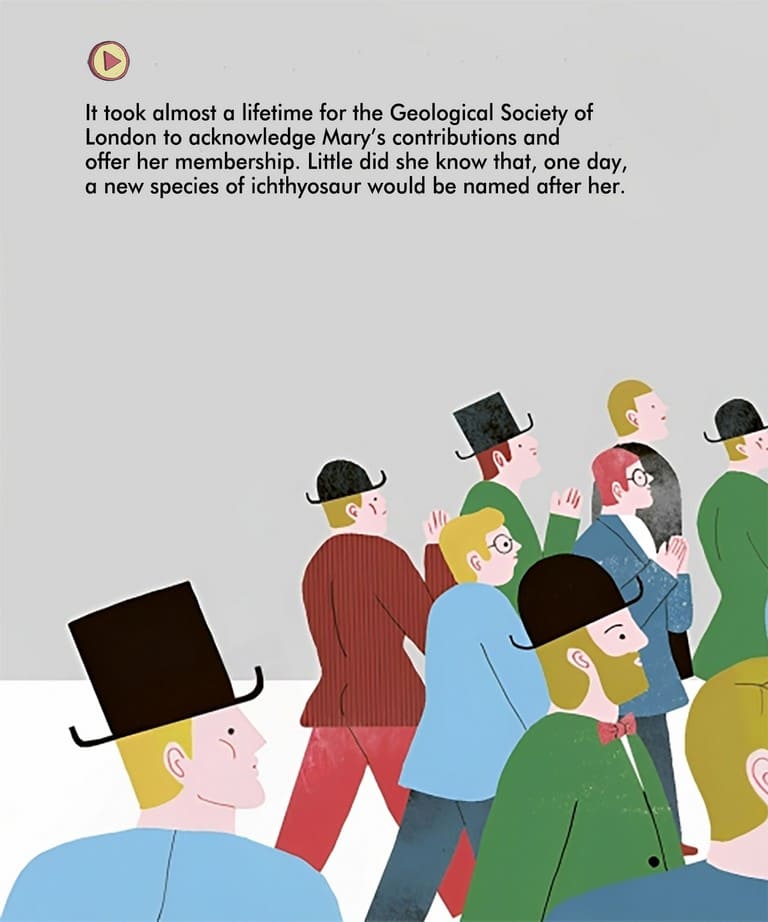 It took almost a lifetime for the Geological Society of
London to acknowledge Mary’s contributions and
offer her membership. Little did she know that, one day,
a new species of ichthyosaur would be named after her.